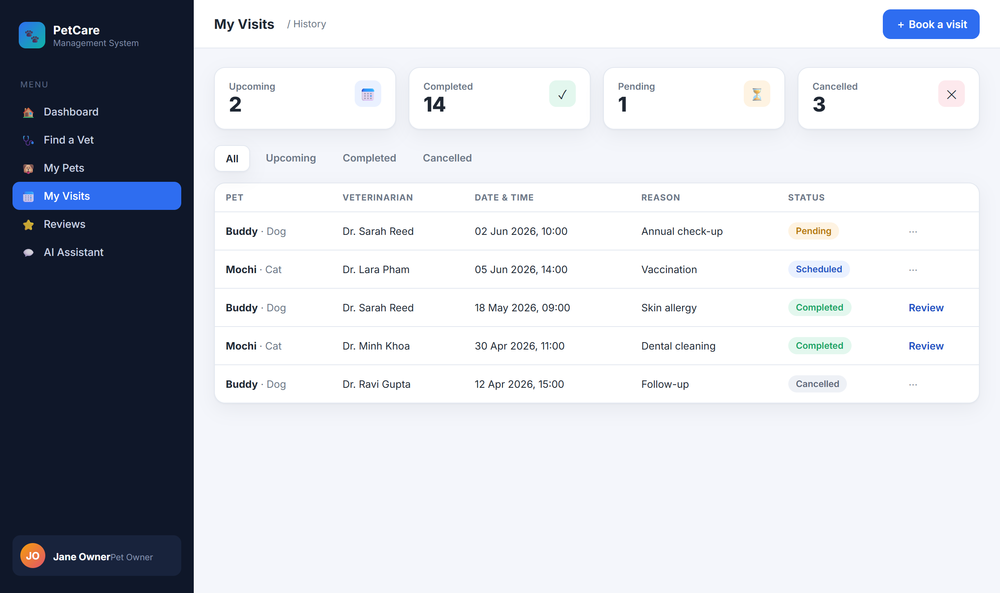 PetCare
Management System
MENU
Dashboard
Find a Vet
My Pets
My Visits
Reviews
AI Assistant
JO
Jane Owner Pet Owner
My Visits / History
+ Book a visit
Upcoming
2
Completed
14
Pending
1
Cancelled
3
All Upcoming Completed Cancelled
PET VETERINARIAN DATE & TIME REASON STATUS
Buddy · Dog Dr. Sarah Reed 02 Jun 2026, 10:00 Annual check-up Pending ···
Mochi · Cat Dr. Lara Pham 05 Jun 2026, 14:00 Vaccination Scheduled ···
Buddy · Dog Dr. Sarah Reed 18 May 2026, 09:00 Skin allergy Completed Review
Mochi · Cat Dr. Minh Khoa 30 Apr 2026, 11:00 Dental cleaning Completed Review
Buddy · Dog Dr. Ravi Gupta 12 Apr 2026, 15:00 Follow-up Cancelled ···